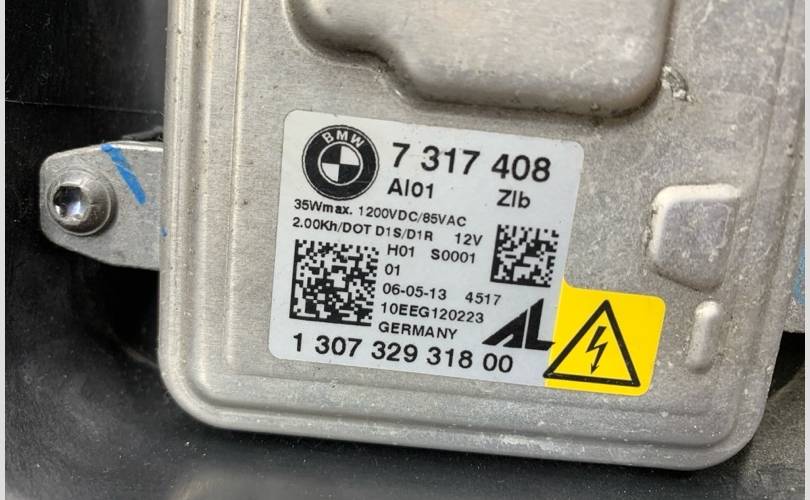 BMW
7 317 408
AI01 ZIb
35Wmax. 1200VDC/85VAC
2.00Kh/DOT D1S/D1R 12V
H01 S0001
01
06-05-13 4517
10EEG120223
GERMANY
AL
1 307 329 318 00